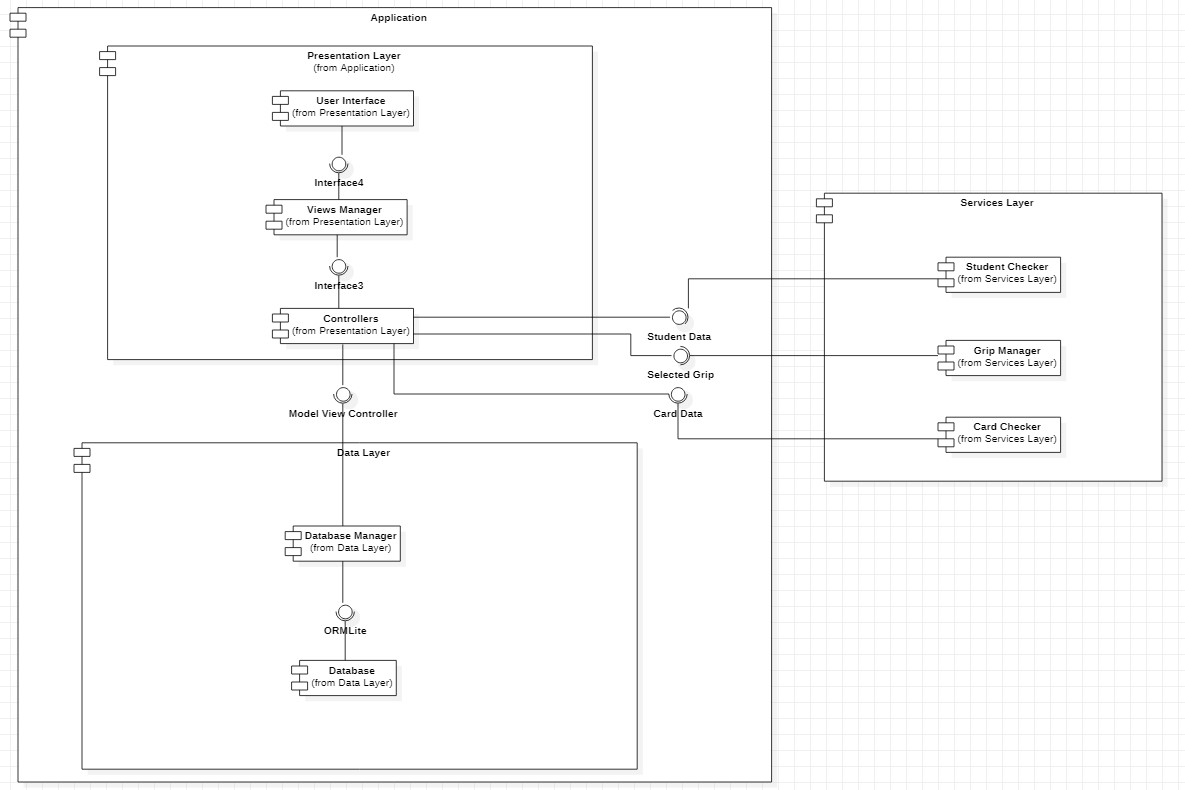 Application
Presentation Layer
(from Application)
User Interface
(from Presentation Layer)
Interface4
Views Manager
(from Presentation Layer)
Interface3
Controllers
(from Presentation Layer)
Student Data
Selected Grip
Model View Controller
Card Data
Data Layer
Database Manager
(from Data Layer)
ORMLite
Database
(from Data Layer)
Services Layer
Student Checker
(from Services Layer)
Grip Manager
(from Services Layer)
Card Checker
(from Services Layer)